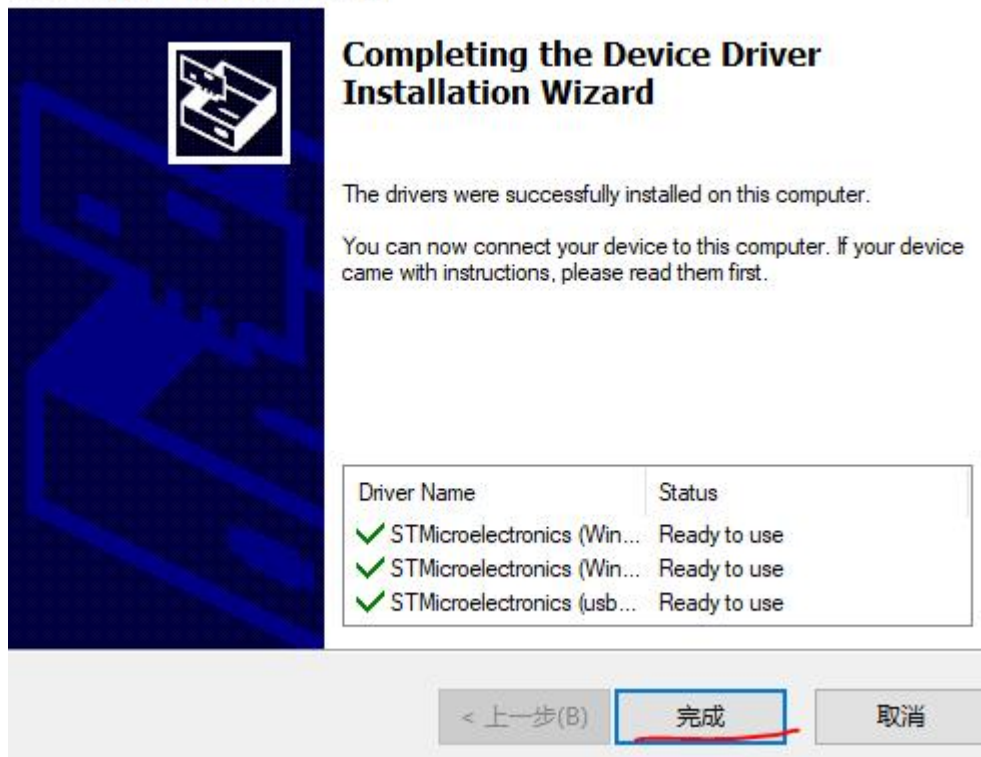 Completing the Device Driver
Installation Wizard
The drivers were successfully installed on this computer.
You can now connect your device to this computer. If your device
came with instructions, please read them first.
Driver Name Status
STMicroelectronics (Win... Ready to use
STMicroelectronics (Win... Ready to use
STMicroelectronics (usb... Ready to use
< 上一步(B) 完成 取消